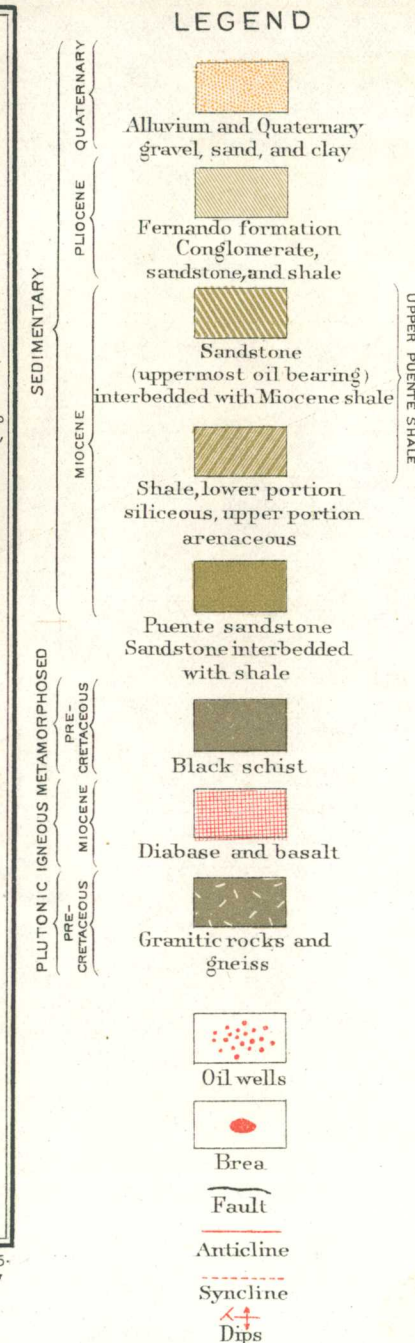 LEGEND
QUATERNARY
Alluvium and Quaternary
gravel, sand, and clay
PLIOCENE
Fernando formation
Conglomerate,
sandstone, and shale
SEDIMENTARY
MIOCENE
UPPER PUENTE SHALE
Sandstone
(uppermost oil bearing)
interbedded with Miocene shale
Shale, lower portion
siliceous, upper portion
arenaceous
Puente sandstone
Sandstone interbedded
with shale
METAMORPHOSED
PRE-
CRETACEOUS
Black schist
IGNEOUS
MIOCENE
Diabase and basalt
PLUTONIC
PRE-
CRETACEOUS
Granitic rocks and
gneiss
Oil wells
Brea
Fault
Anticline
Syncline
Dips